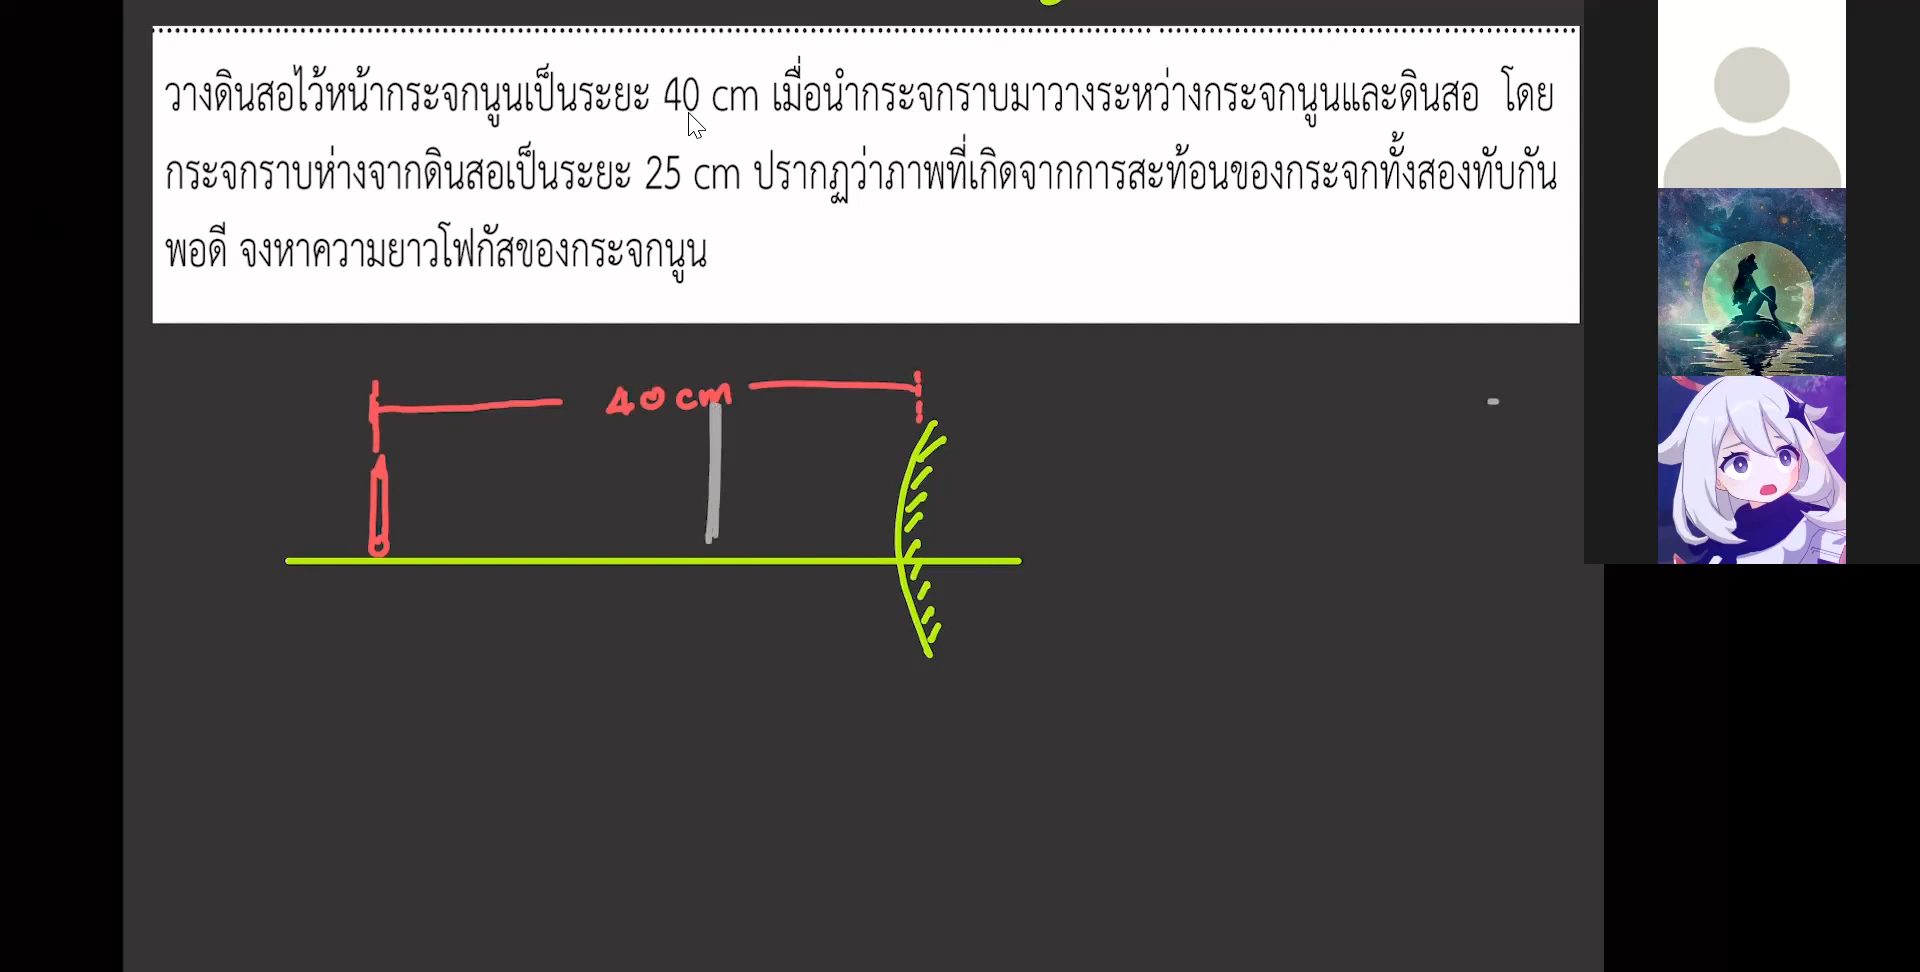 วางดินสอไว้หน้ากระจกนูนเป็นระยะ 40 cm เมื่อนำกระจกราบมาวางระหว่างกระจกนูนและดินสอ โดย
กระจกราบห่างจากดินสอเป็นระยะ 25 cm ปรากฏว่าภาพที่เกิดจากการสะท้อนของกระจกทั้งสองทับกัน
พอดี จงหาความยาวโฟกัสของกระจกนูน
40 cm